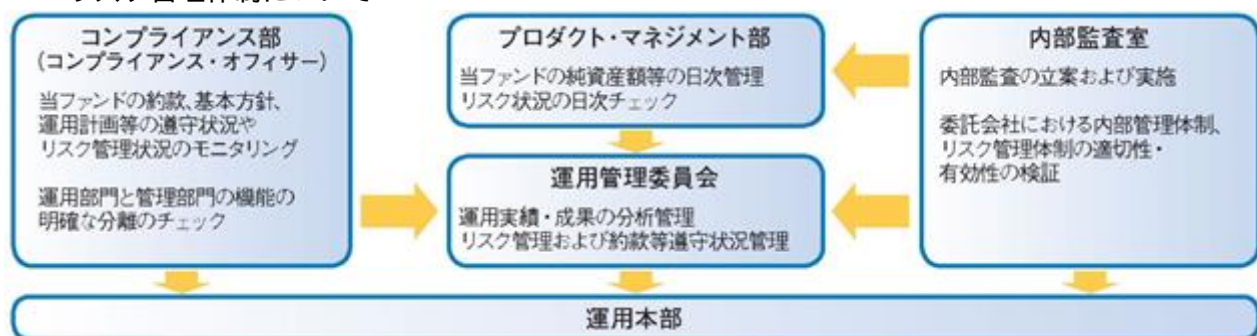 リスク管理体制について
コンプライアンス部
(コンプライアンス・オフィサー)
当ファンドの約款、基本方針、
運用計画等の遵守状況や
リスク管理状況のモニタリング
運用部門と管理部門の機能の
明確な分離のチェック
プロダクト・マネジメント部
当ファンドの純資産額等の日次管理
リスク状況の日次チェック
運用管理委員会
運用実績・成果の分析管理
リスク管理および約款等遵守状況管理
内部監査室
内部監査の立案および実施
委託会社における内部管理体制、
リスク管理体制の適切性・
有効性の検証
運用本部